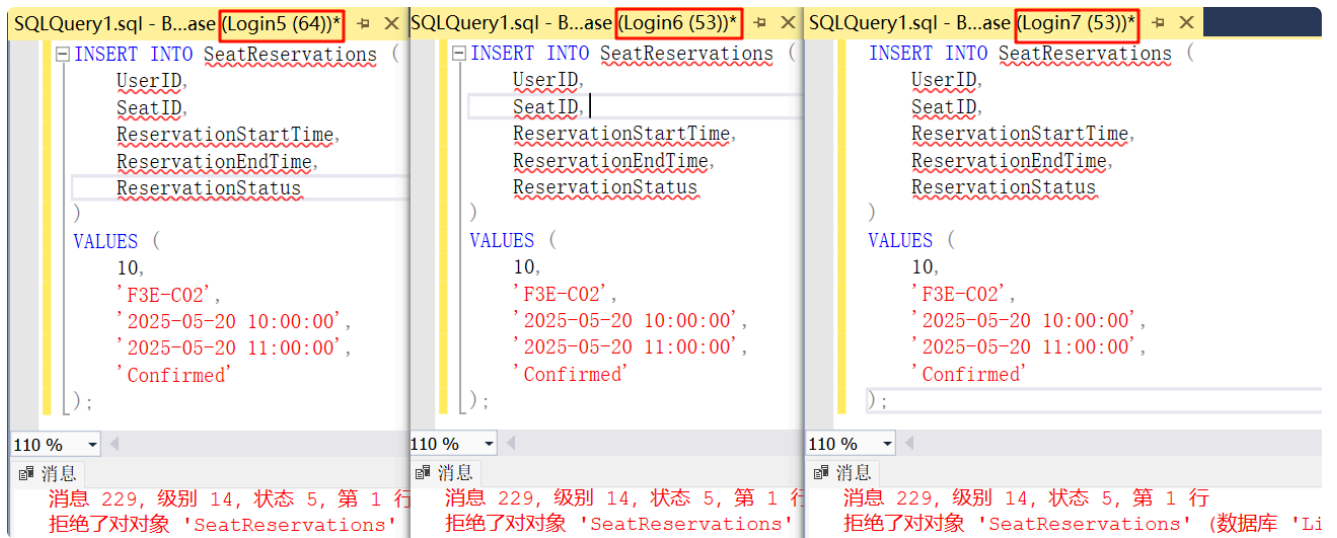 SQLQuery1.sql - B...ase (Login5 (64))*
INSERT INTO SeatReservations (
UserID,
SeatID,
ReservationStartTime,
ReservationEndTime,
ReservationStatus
)
VALUES (
10,
'F3E-C02',
'2025-05-20 10:00:00',
'2025-05-20 11:00:00',
'Confirmed'
);
110 %
消息
消息 229, 级别 14, 状态 5, 第 1 行
拒绝了对对象 'SeatReservations'
SQLQuery1.sql - B...ase (Login6 (53))*
INSERT INTO SeatReservations (
UserID,
SeatID,
ReservationStartTime,
ReservationEndTime,
ReservationStatus
)
VALUES (
10,
'F3E-C02',
'2025-05-20 10:00:00',
'2025-05-20 11:00:00',
'Confirmed'
);
110 %
消息
消息 229, 级别 14, 状态 5, 第 1 行
拒绝了对对象 'SeatReservations'
SQLQuery1.sql - B...ase (Login7 (53))*
INSERT INTO SeatReservations (
UserID,
SeatID,
ReservationStartTime,
ReservationEndTime,
ReservationStatus
)
VALUES (
10,
'F3E-C02',
'2025-05-20 10:00:00',
'2025-05-20 11:00:00',
'Confirmed'
);
110 %
消息
消息 229, 级别 14, 状态 5, 第 1 行
拒绝了对对象 'SeatReservations' (数据库 'Li